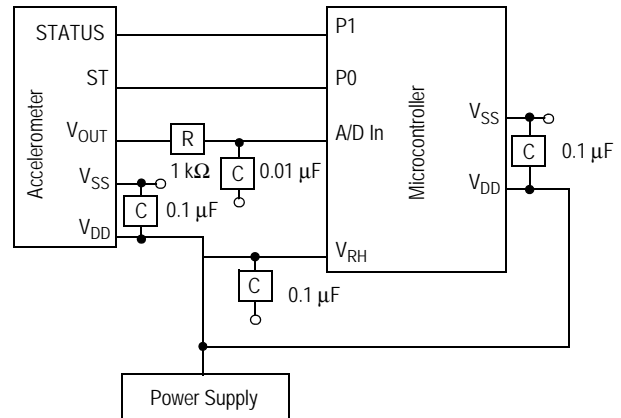 STATUS
P1
ST
P0
Accelerometer
Microcontroller
VOUT
R
A/D In
1 kΩ
C
0.01 μF
VSS
C
0.1 μF
VDD
VSS
C
0.1 μF
VDD
VRH
C
0.1 μF
Power Supply